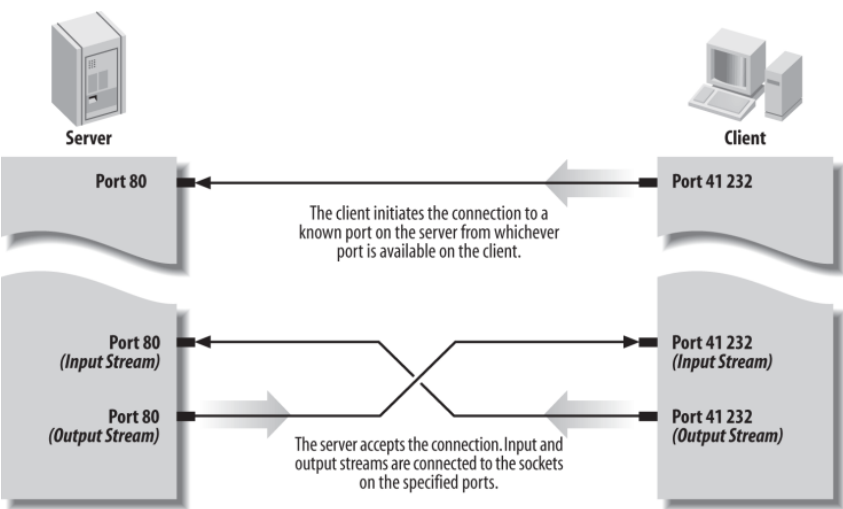 Server
Client
Port 80
Port 41 232
The client initiates the connection to a
known port on the server from whichever
port is available on the client.
Port 80
(Input Stream)
Port 41 232
(Input Stream)
Port 80
(Output Stream)
Port 41 232
(Output Stream)
The server accepts the connection. Input and
output streams are connected to the sockets
on the specified ports.